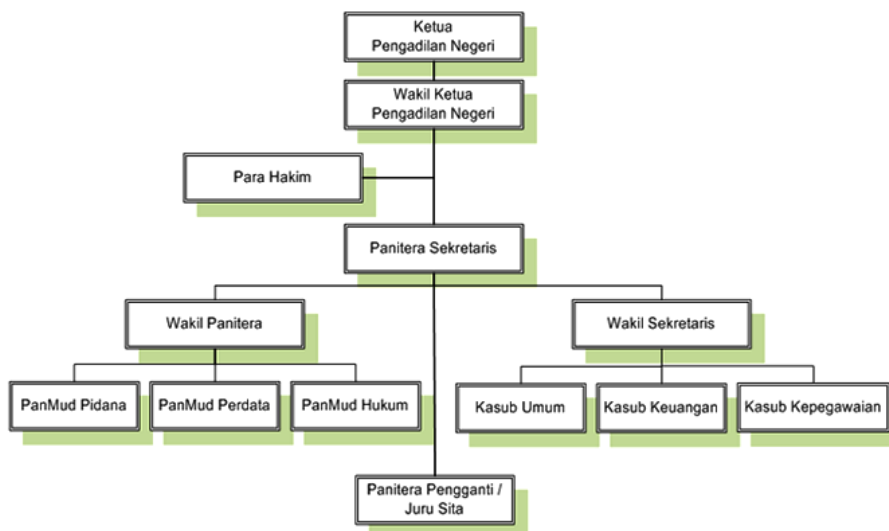 Ketua
Pengadilan Negeri
Wakil Ketua
Pengadilan Negeri
Para Hakim
Panitera Sekretaris
Wakil Panitera
Wakil Sekretaris
PanMud Pidana
PanMud Perdata
PanMud Hukum
Kasub Umum
Kasub Keuangan
Kasub Kepegawaian
Panitera Pengganti /
Juru Sita